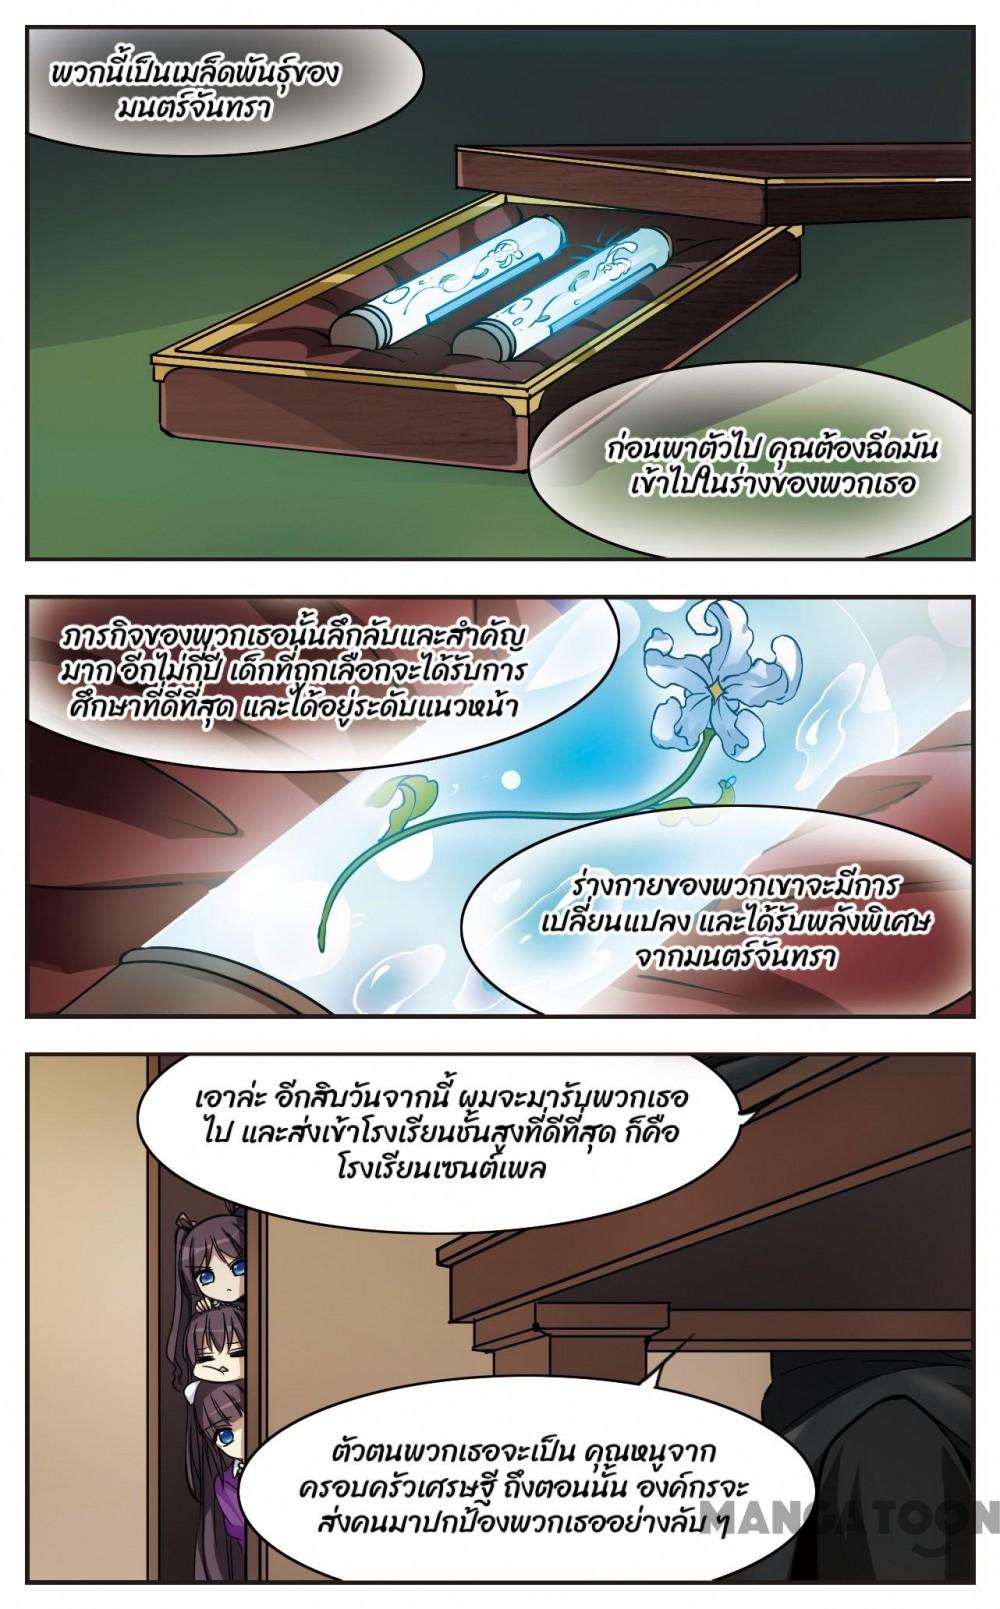 พวกนี้เป็นเมล็ดพันธุ์ของ
มนตร์จันทรา
ก่อนพาตัวไป คุณต้องฉีดมัน
เข้าไปในร่างของพวกเธอ
ภารกิจของพวกเธอนั้นลึกลับและสำคัญ
มาก อีกไม่กี่ปี เด็กที่ถูกเลือกจะได้รับการ
ศึกษาที่ดีที่สุด และได้อยู่ระดับแนวหน้า
ร่างกายของพวกเขาจะมีการ
เปลี่ยนแปลง และได้รับพลังพิเศษ
จากมนตร์จันทรา
เอาล่ะ อีกสิบวันจากนี้ ผมจะมารับพวกเธอ
ไป และส่งเข้าโรงเรียนชั้นสูงที่ดีที่สุด ก็คือ
โรงเรียนเซนต์เพล
ตัวตนพวกเธอจะเป็น คุณหนูจาก
ครอบครัวเศรษฐี ถึงตอนนั้น องค์กรจะ
ส่งคนมาปกป้องพวกเธออย่างลับ ๆ
MANGATOON